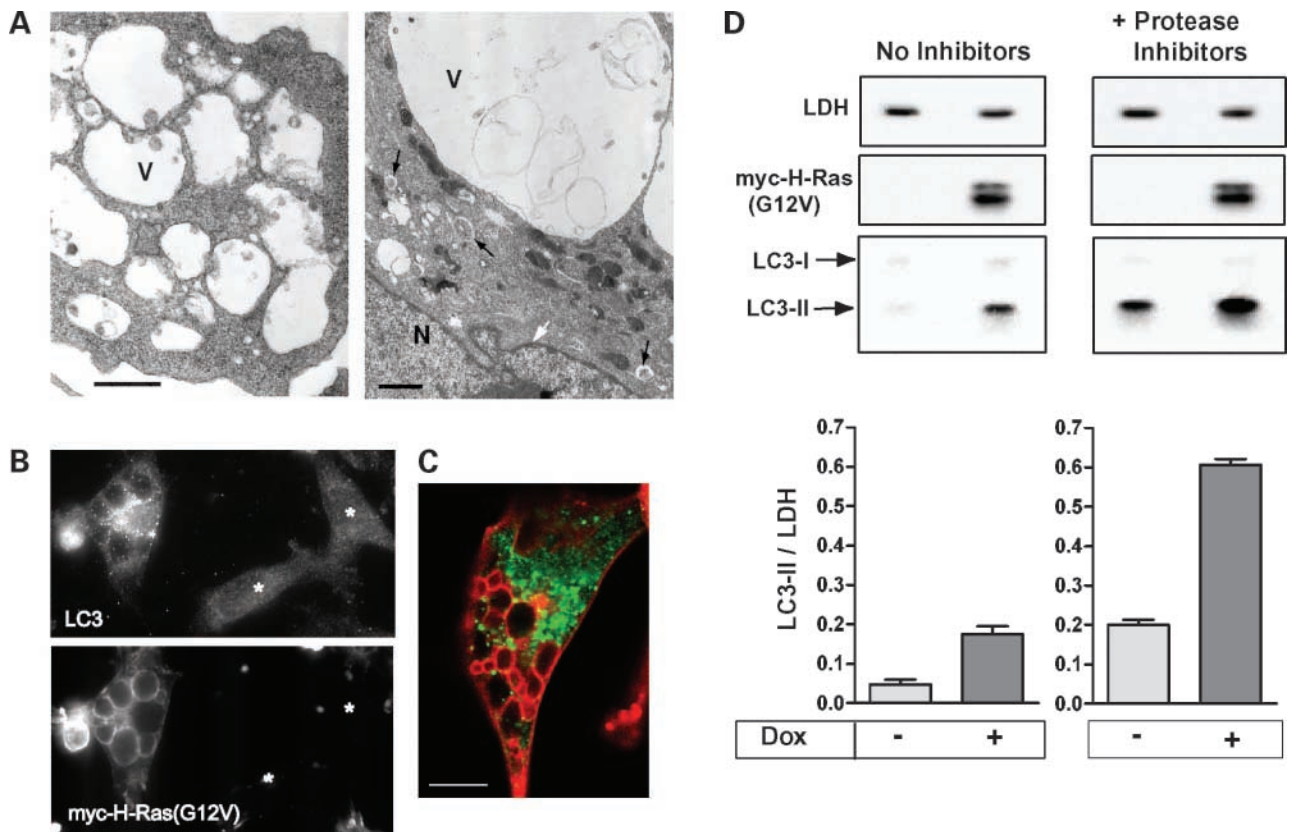 A
V
V
N
B
LC3
*
*
myc-H-Ras(G12V)
*
*
C
D
No Inhibitors
+ Protease
Inhibitors
LDH
myc-H-Ras
(G12V)
LC3-I
LC3-II
LC3-II / LDH
0.7
0.6
0.5
0.4
0.3
0.2
0.1
0.0
0.7
0.6
0.5
0.4
0.3
0.2
0.1
0.0
Dox - +
- +